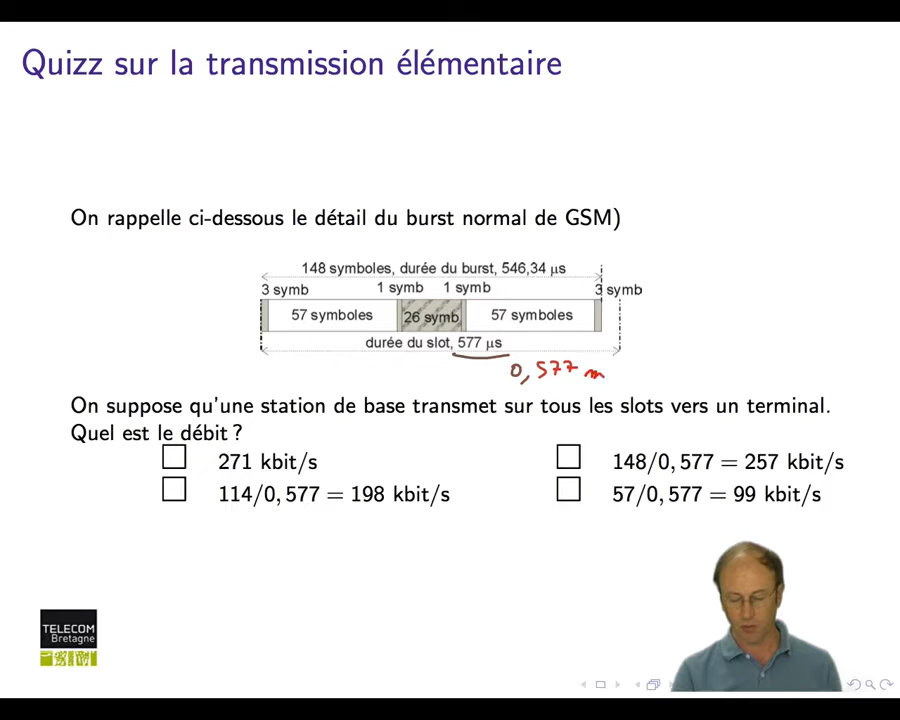 Quizz sur la transmission élémentaire
On rappelle ci-dessous le détail du burst normal de GSM)
148 symboles, durée du burst, 546,34 µs
3 symb 1 symb 1 symb 3 symb
57 symboles 26 symb 57 symboles
durée du slot, 577 µs
0,577 m
On suppose qu'une station de base transmet sur tous les slots vers un terminal.
Quel est le débit ?
271 kbit/s 148/0, 577 = 257 kbit/s
114/0, 577 = 198 kbit/s 57/0, 577 = 99 kbit/s
TELECOM
Bretagne